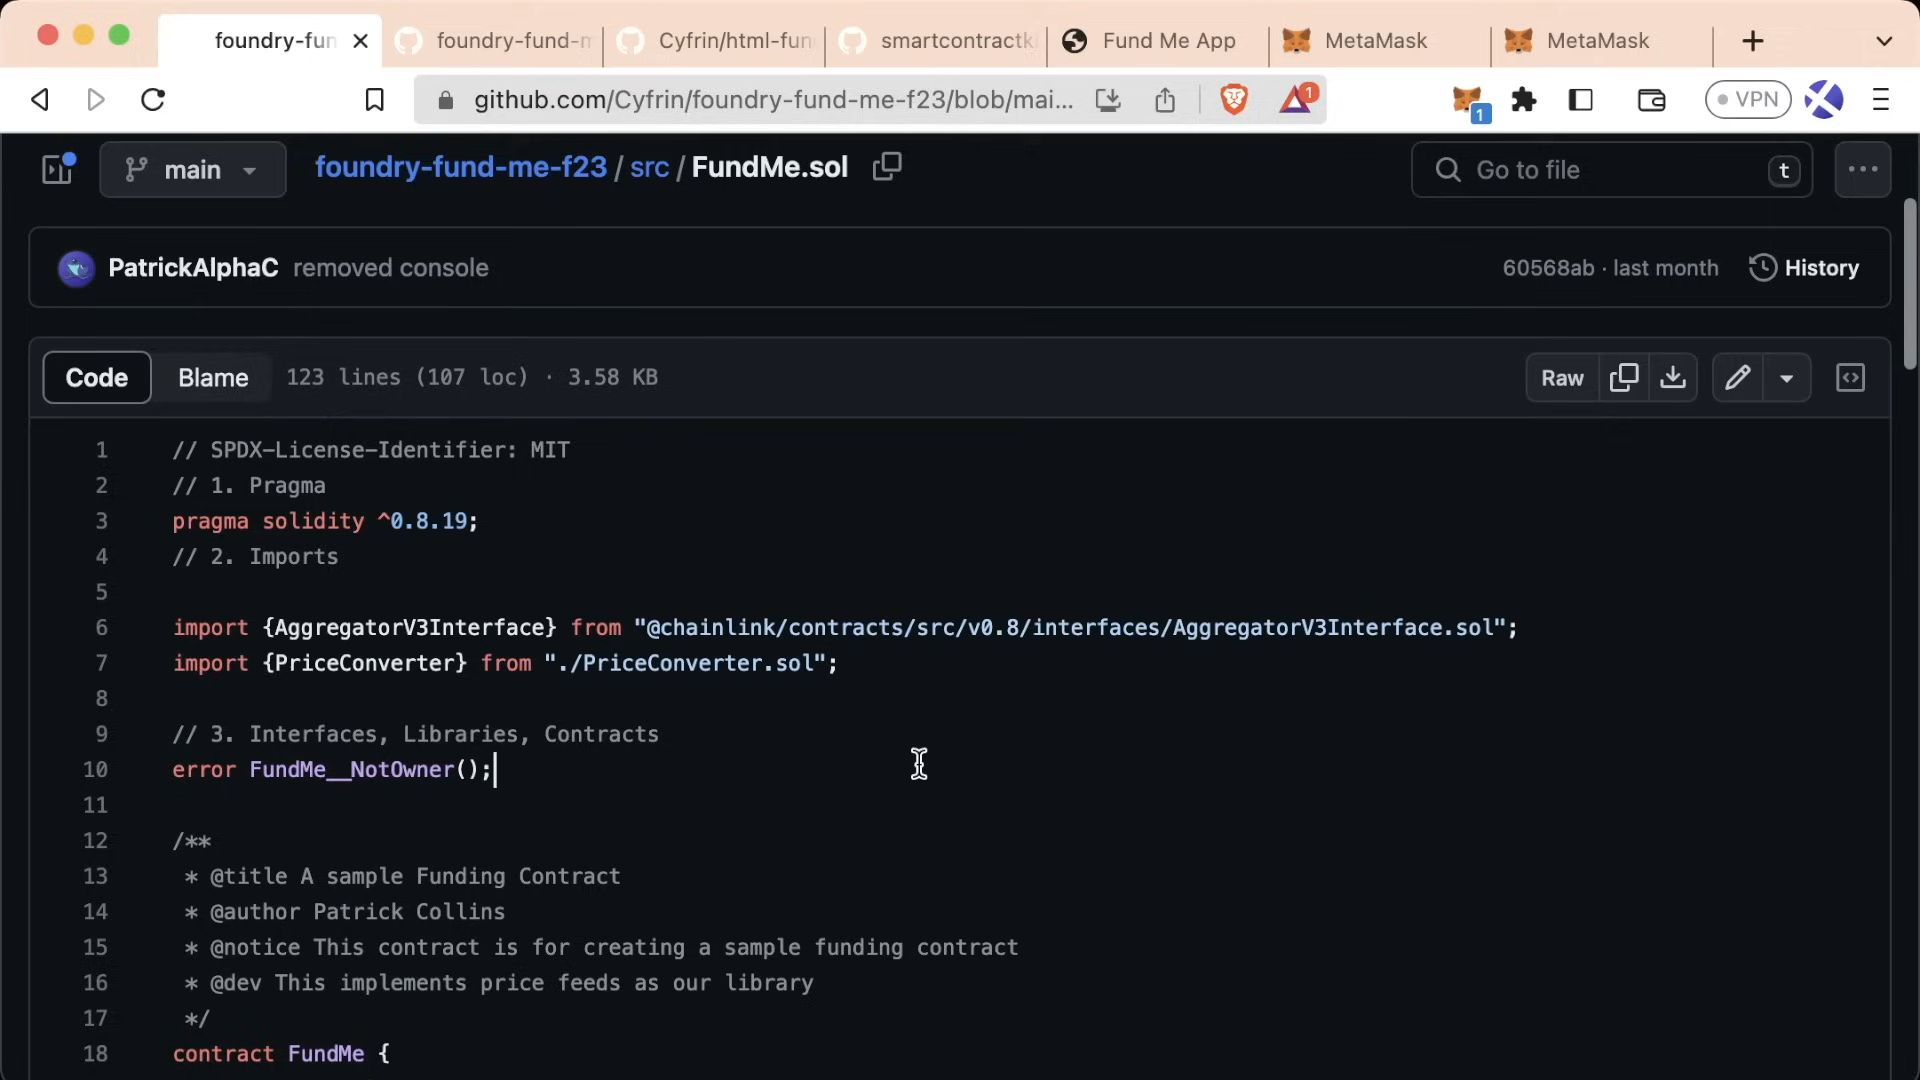 foundry-fun
foundry-fund-m
Cyfrin/html-fun
smartcontractk
Fund Me App
MetaMask
MetaMask
github.com/Cyfrin/foundry-fund-me-f23/blob/mai...
1
1
VPN
main
foundry-fund-me-f23 / src / FundMe.sol
Go to file
t
PatrickAlphaC removed console
60568ab · last month
History
Code
Blame
123 lines (107 loc) · 3.58 KB
Raw
1 // SPDX-License-Identifier: MIT
2 // 1. Pragma
3 pragma solidity ^0.8.19;
4 // 2. Imports
5
6 import {AggregatorV3Interface} from "@chainlink/contracts/src/v0.8/interfaces/AggregatorV3Interface.sol";
7 import {PriceConverter} from "./PriceConverter.sol";
8
9 // 3. Interfaces, Libraries, Contracts
10 error FundMe__NotOwner();
11
12 /**
13 * @title A sample Funding Contract
14 * @author Patrick Collins
15 * @notice This contract is for creating a sample funding contract
16 * @dev This implements price feeds as our library
17 */
18 contract FundMe {